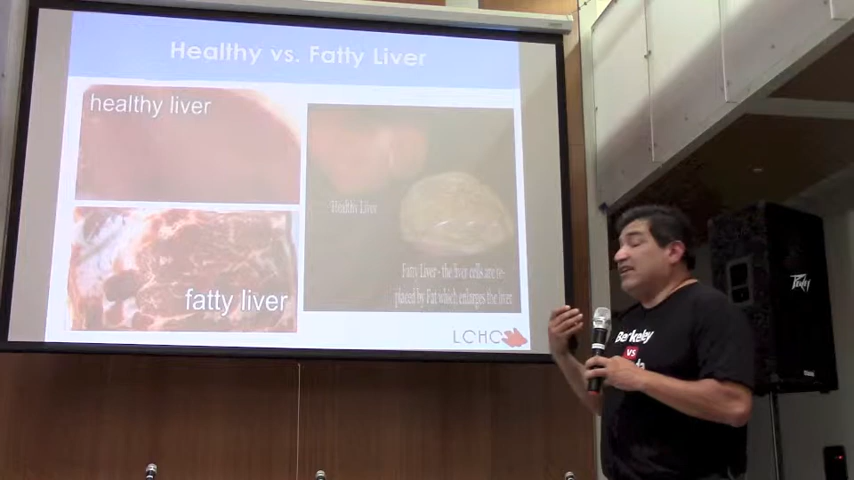 Healthy vs. Fatty Liver
healthy liver
Healthy Liver
fatty liver
Fatty Liver - the liver cells are re-
placed by Fat which enlarges the liver
LCHC
Berkeley
vs
PEAVEY